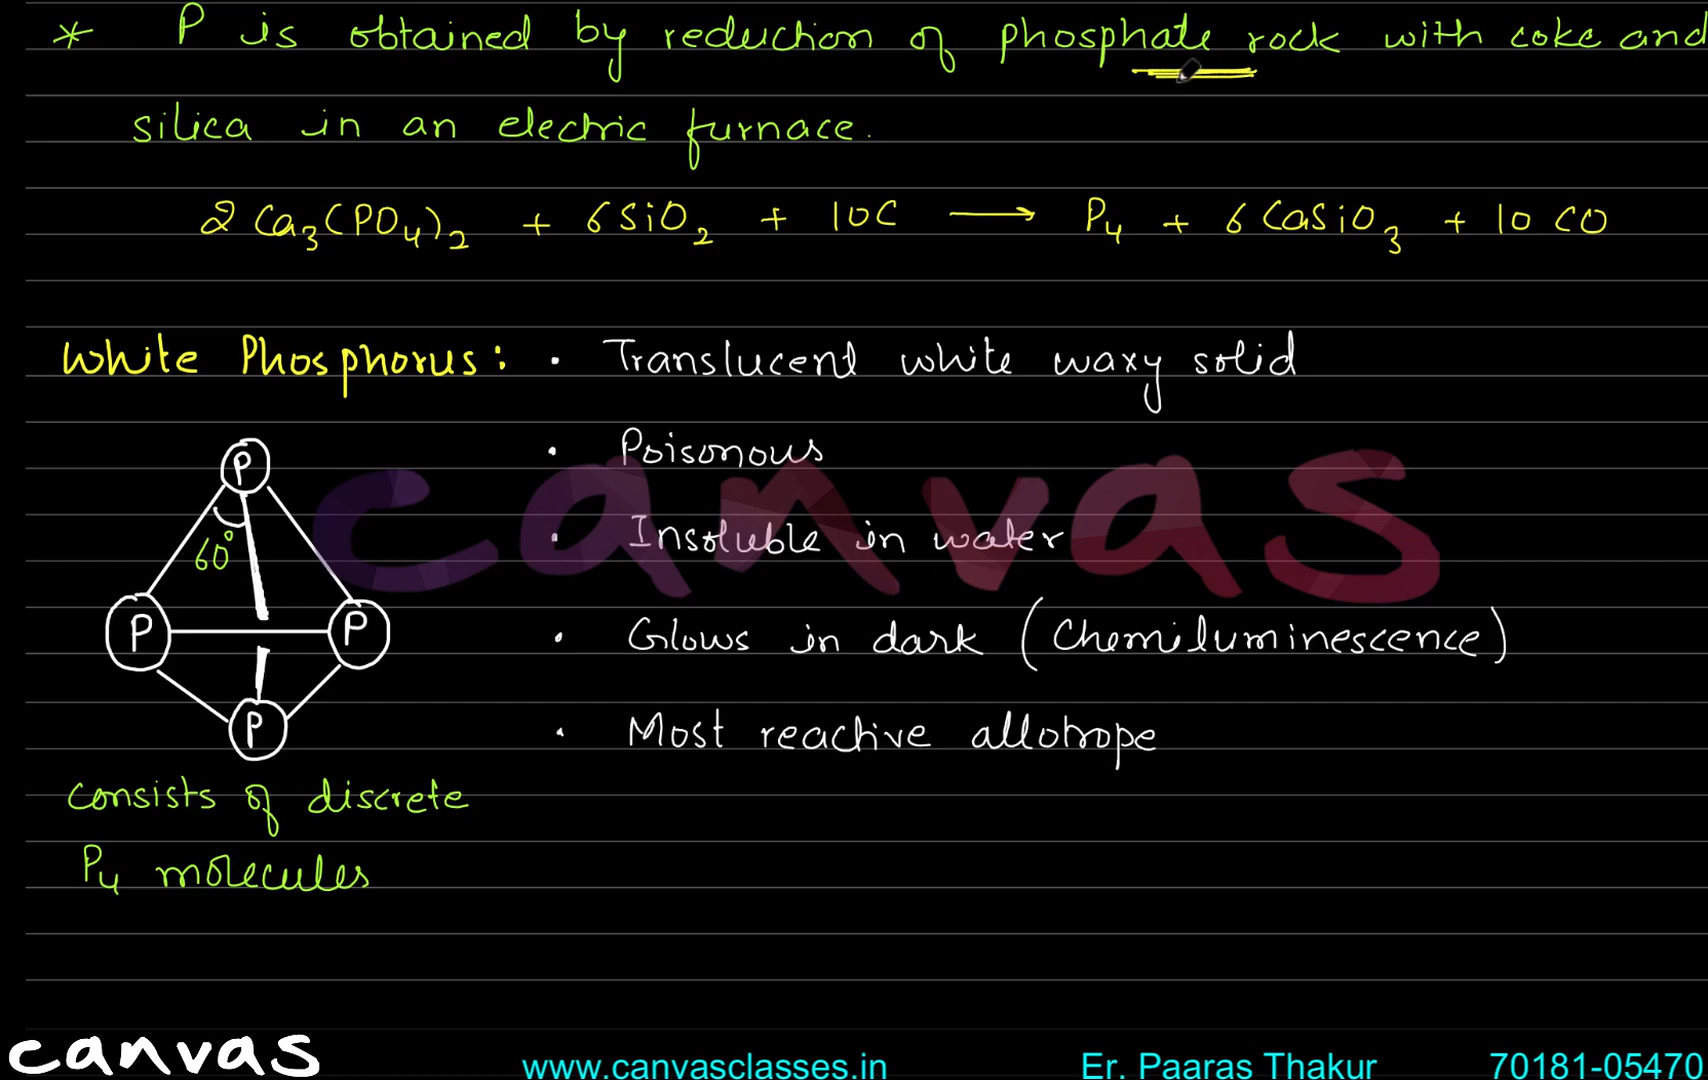 * P is obtained by reduction of phosphate rock with coke and
silica in an electric furnace.
2 Ca₃(PO₄)₂ + 6SiO₂ + 10C → P₄ + 6 CaSiO₃ + 10 CO
White Phosphorus: • Translucent white waxy solid
• Poisonous
• Insoluble in water
• Glows in dark (Chemiluminescence)
• Most reactive allotrope
P
60°
P P
P
consists of discrete
P₄ molecules
canvas
canvas
www.canvasclasses.in Er. Paaras Thakur 70181-05470